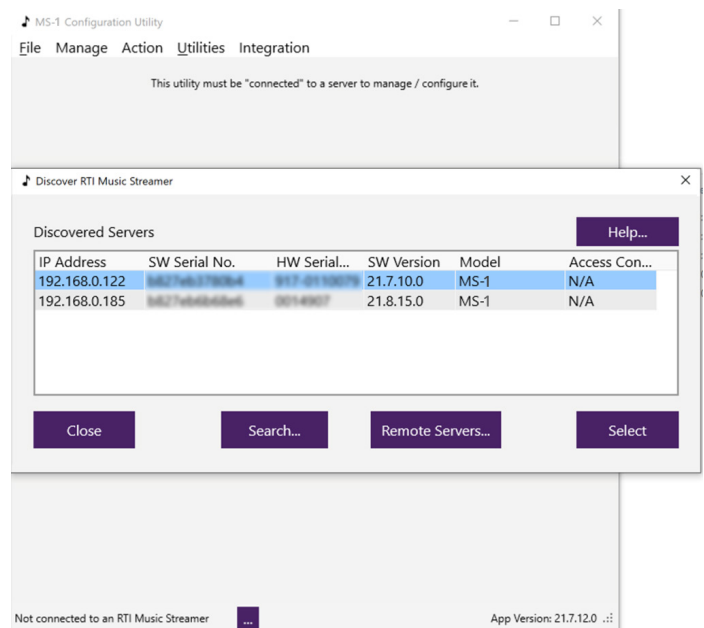 MS-1 Configuration Utility
File Manage Action Utilities Integration
This utility must be "connected" to a server to manage / configure it.
Discover RTI Music Streamer
Discovered Servers
Help...
IP Address SW Serial No. HW Serial... SW Version Model Access Con...
192.168.0.122 21.7.10.0 MS-1 N/A
192.168.0.185 21.8.15.0 MS-1 N/A
Close Search... Remote Servers... Select
Not connected to an RTI Music Streamer ... App Version: 21.7.12.0